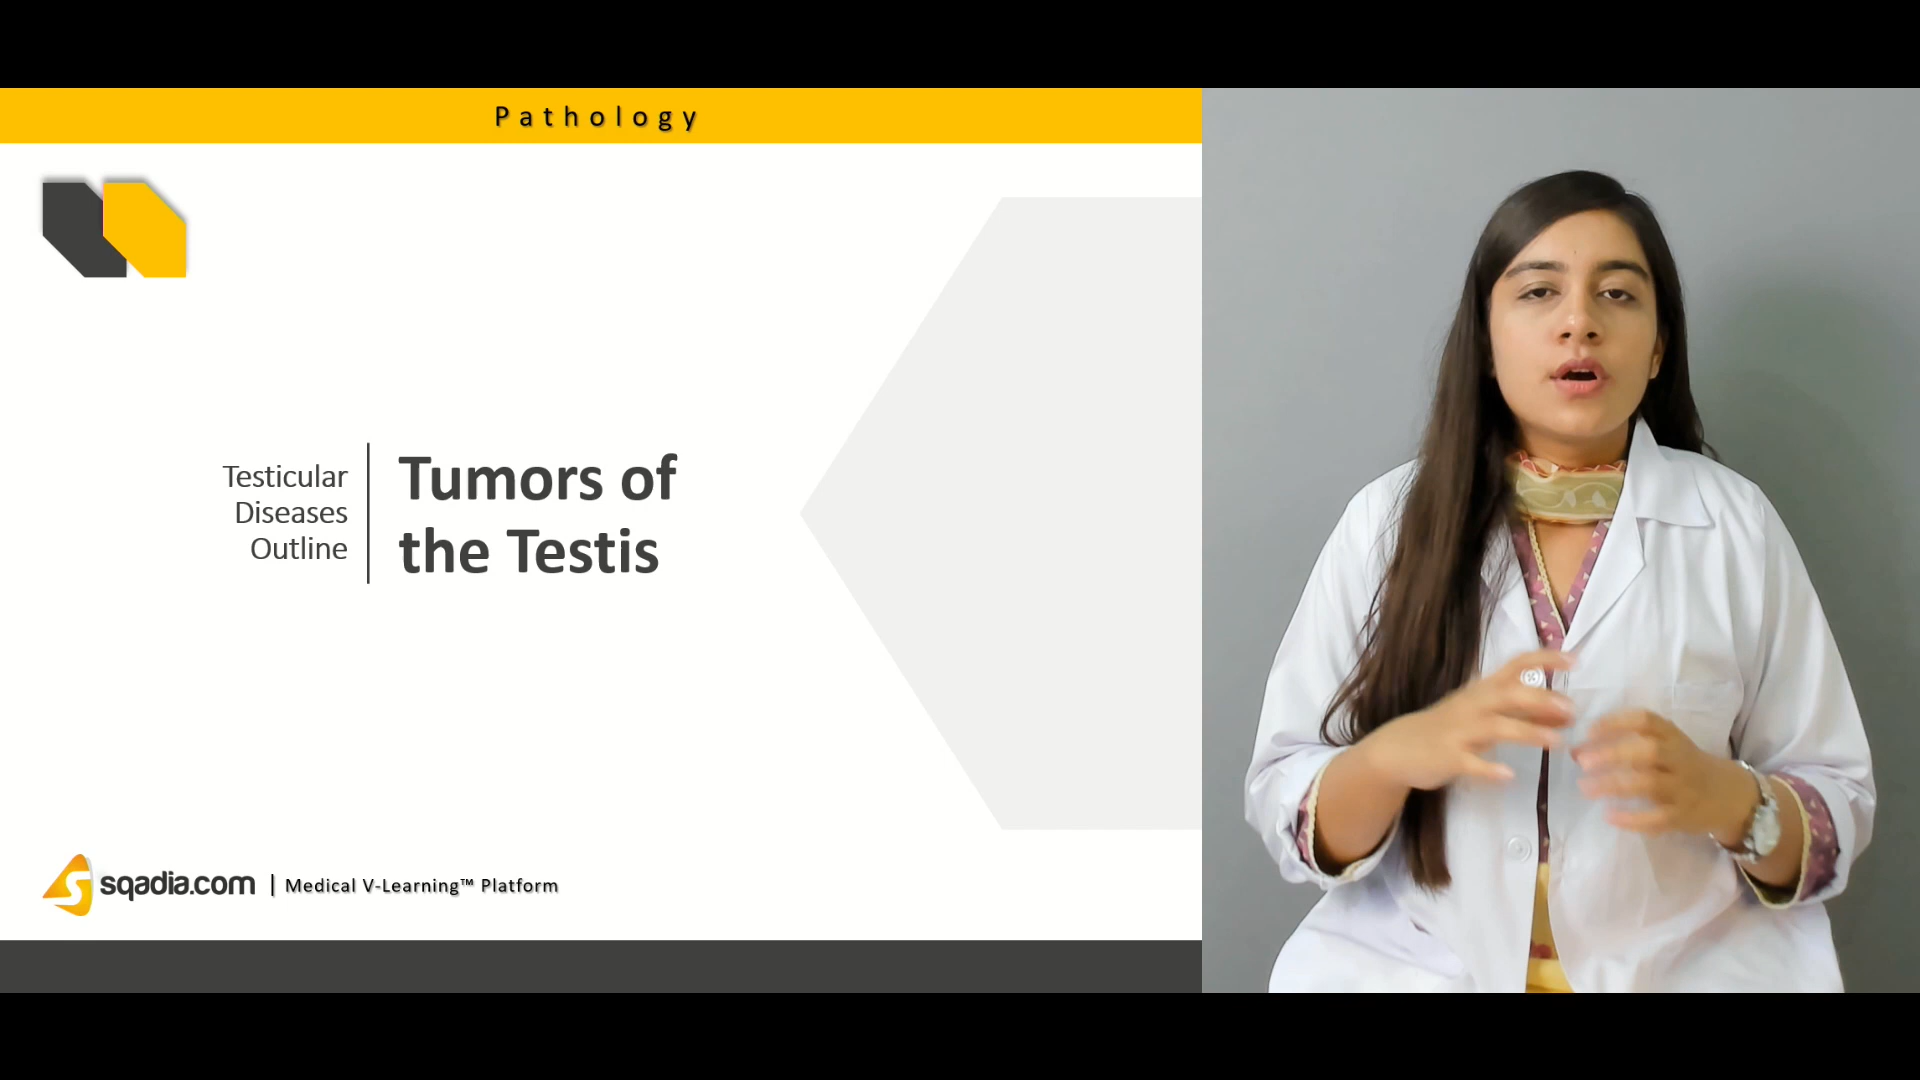 Pathology
Testicular
Diseases
Outline
Tumors of
the Testis
sqadia.com | Medical V-Learning™ Platform